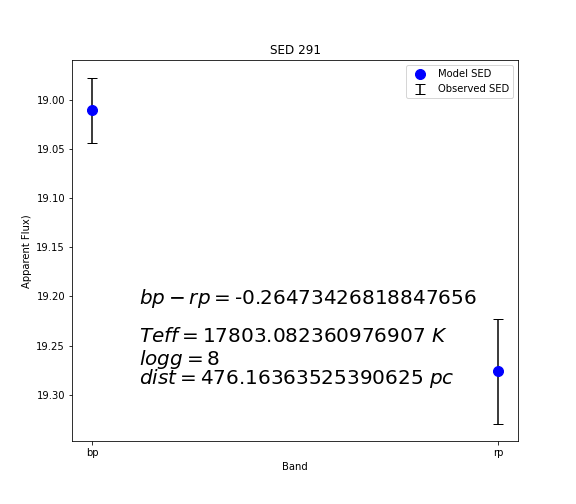 SED 291
Model SED
Observed SED
19.00
19.05
19.10
19.15
19.20
19.25
19.30
Apparent Flux)
bp − rp = -0.26473426818847656
Teff = 17803.082360976907 K
logg = 8
dist = 476.16363525390625 pc
bp
rp
Band